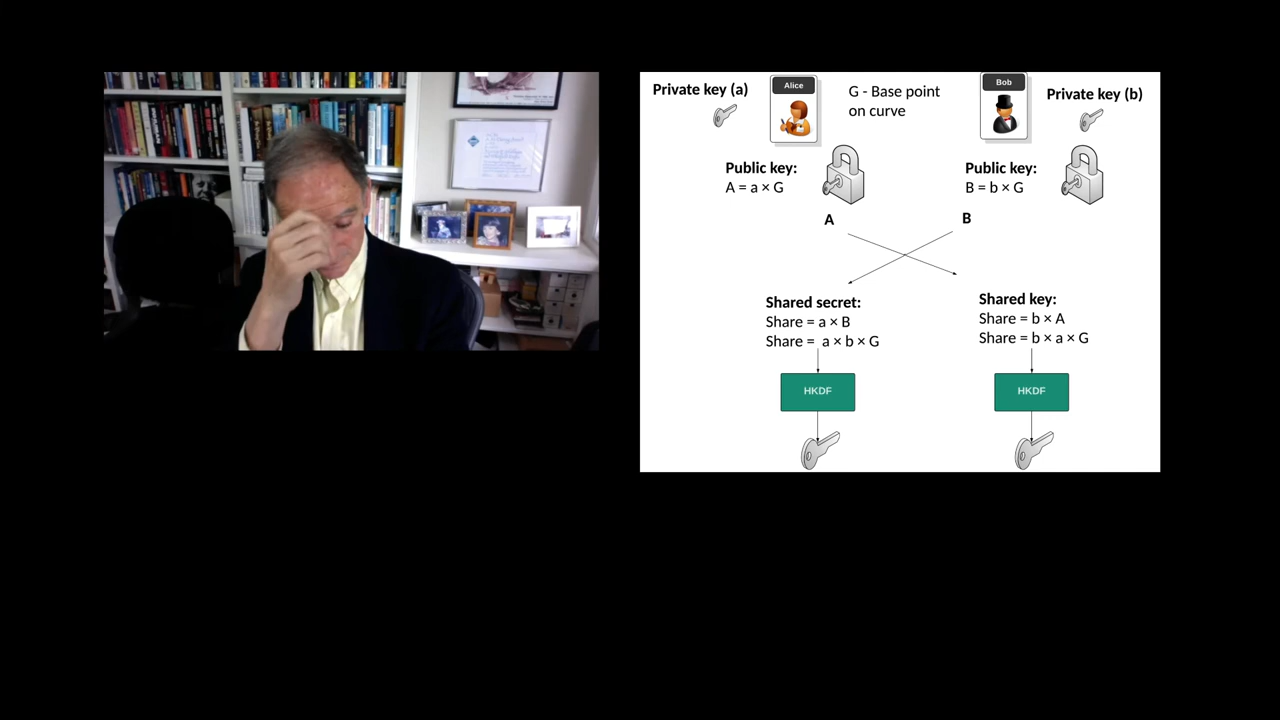 Private key (a)
Alice
G - Base point
on curve
Bob
Private key (b)
Public key:
A = a × G
Public key:
B = b × G
A
B
Shared secret:
Share = a × B
Share =  a × b × G
Shared key:
Share = b × A
Share = b × a × G
HKDF
HKDF